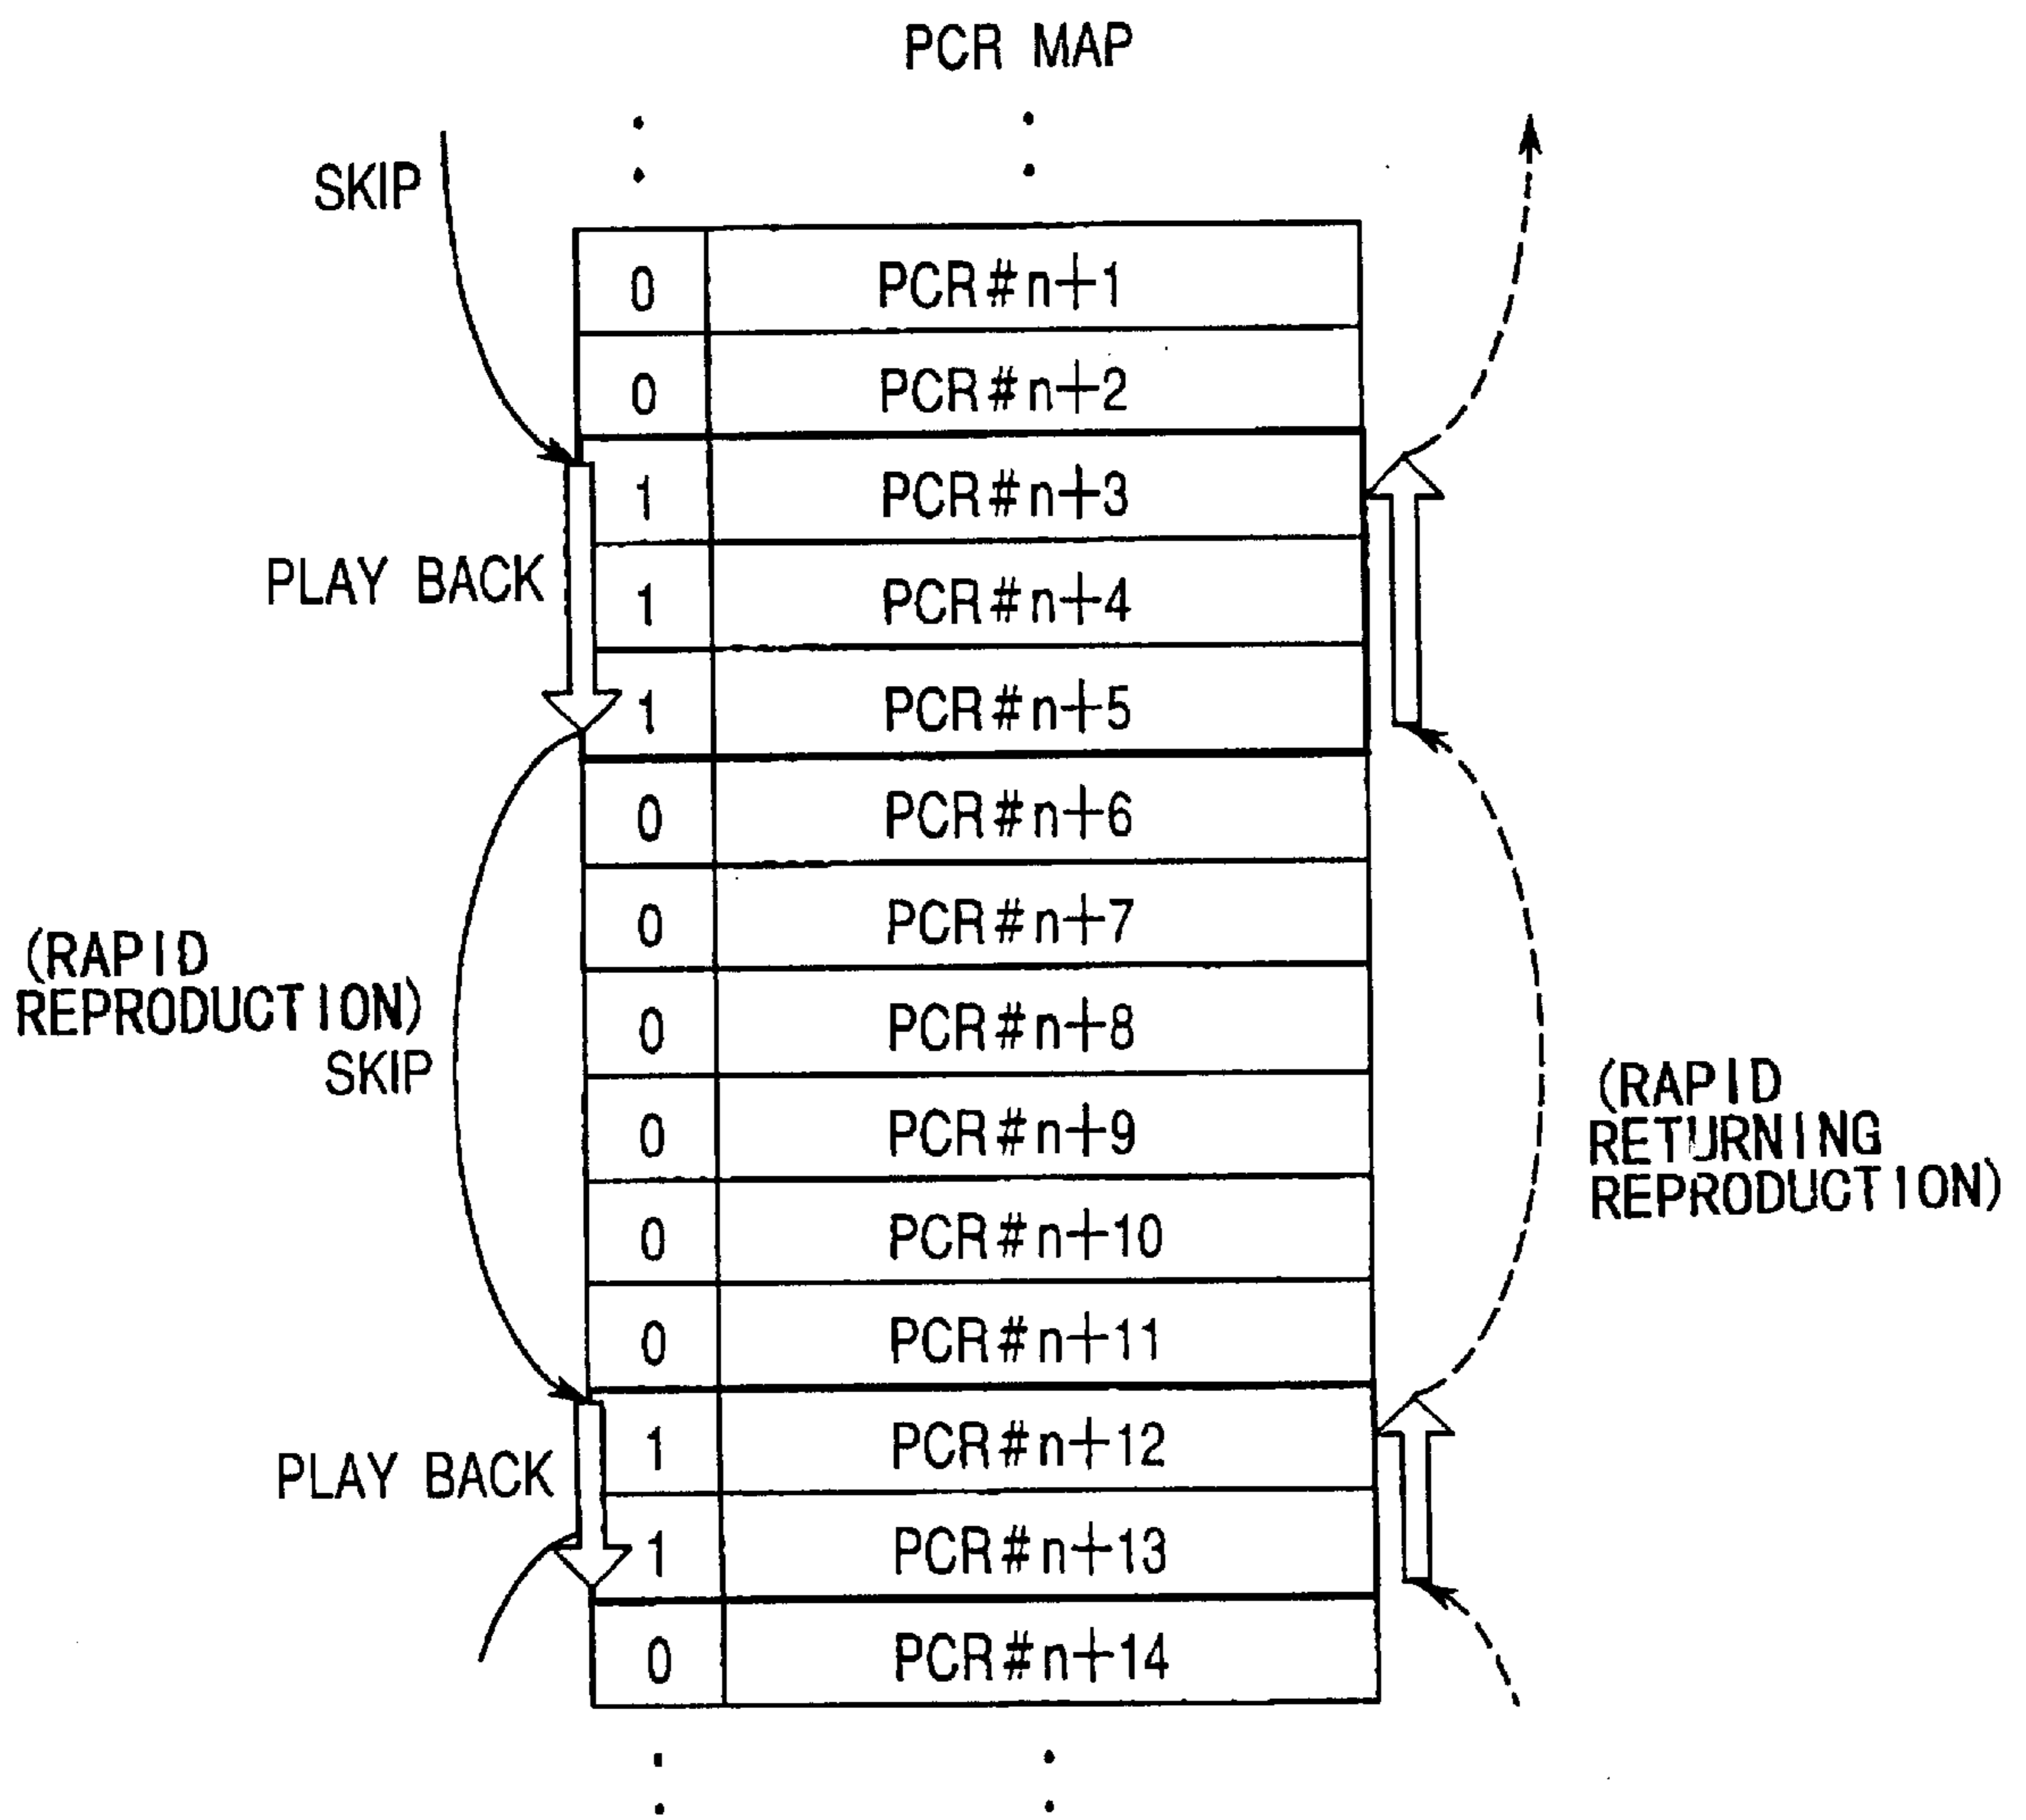 PCR MAP
SKIP
0 PCR#n+1
0 PCR#n+2
1 PCR#n+3
PLAY BACK
1 PCR#n+4
1 PCR#n+5
0 PCR#n+6
0 PCR#n+7
(RAPID
REPRODUCTION)
SKIP
0 PCR#n+8
0 PCR#n+9
(RAPID
RETURNING
REPRODUCTION)
0 PCR#n+10
0 PCR#n+11
1 PCR#n+12
PLAY BACK
1 PCR#n+13
0 PCR#n+14